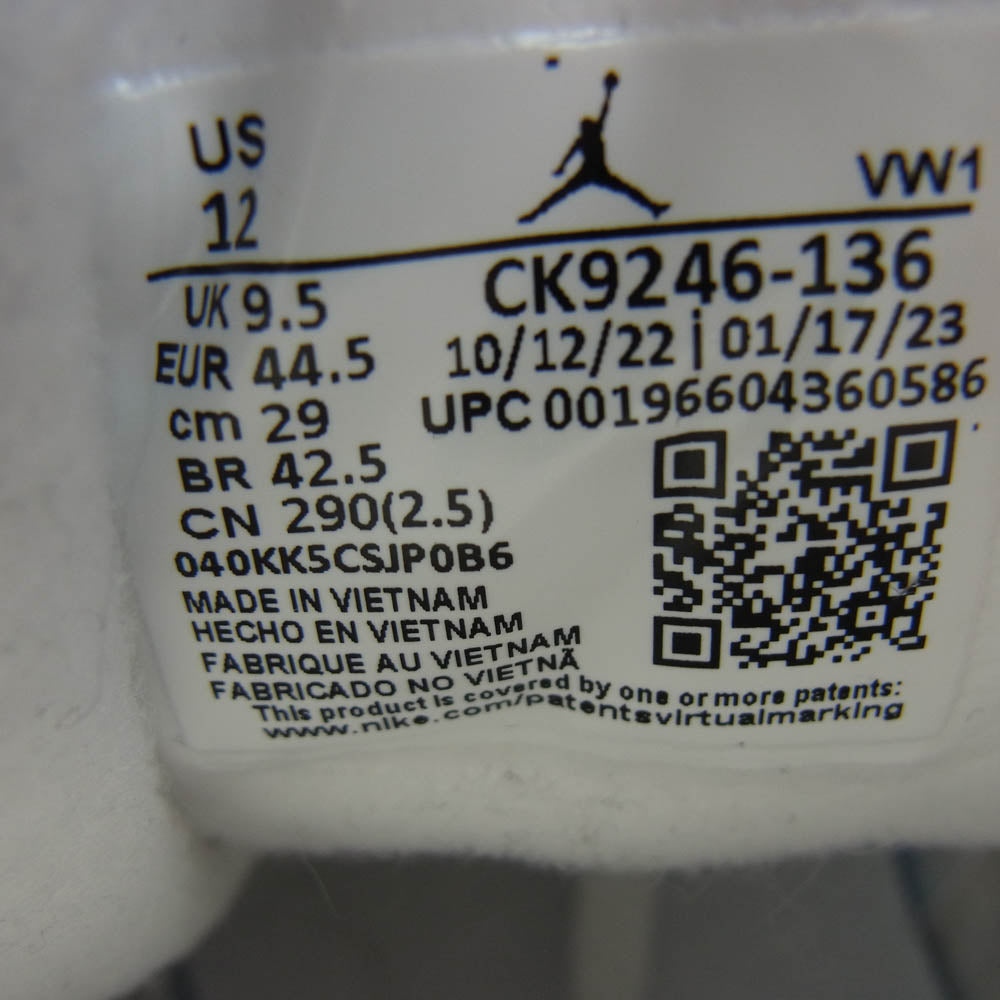 US
12
VW1
UK 9.5
EUR 44.5
cm 29
BR 42.5
CN 290(2.5)
CK9246-136
10/12/22 | 01/17/23
UPC 00196604360586
040KK5CSJP0B6
MADE IN VIETNAM
HECHO EN VIETNAM
FABRIQUE AU VIETNAM
FABRICADO NO VIETNÃ
This product is covered by one or more patents:
www.nike.com/patentsvirtualmarking